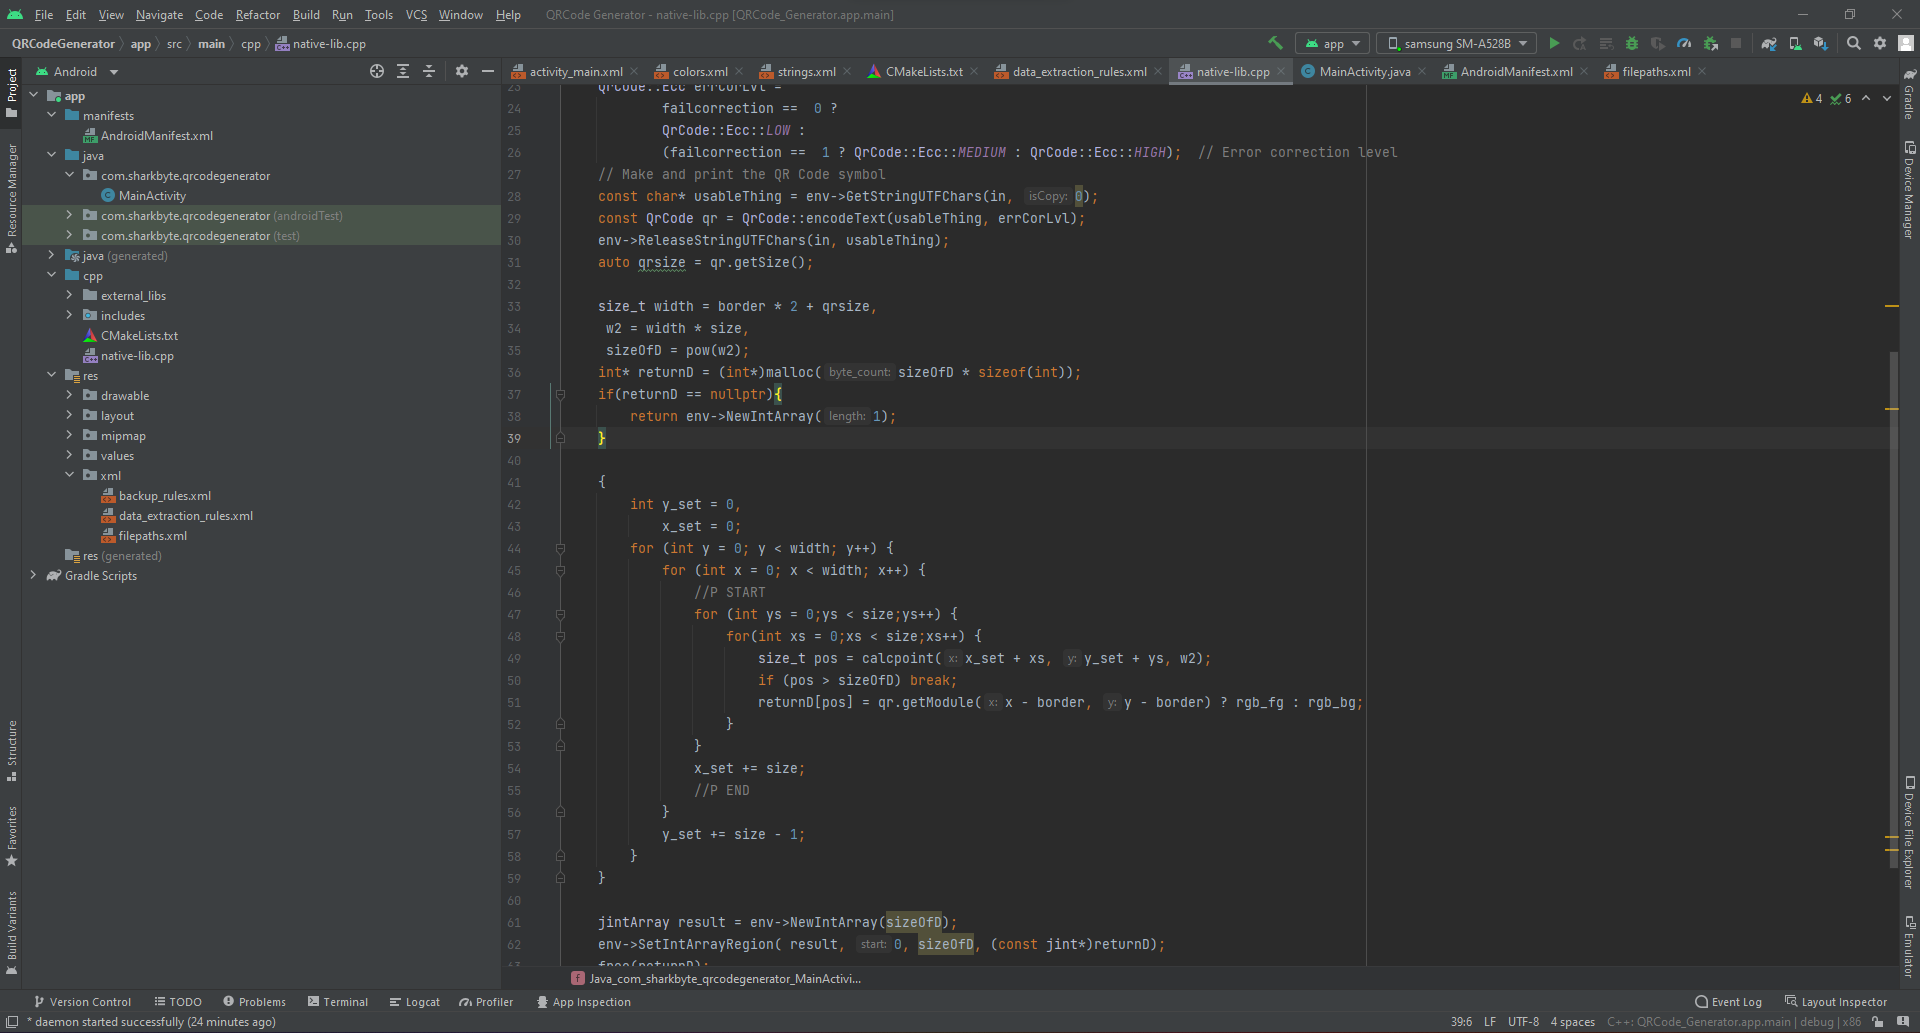 File Edit View Navigate Code Refactor Build Run Tools VCS Window Help QRCode Generator - native-lib.cpp [QRCode_Generator.app.main]
QRCodeGenerator app src main cpp native-lib.cpp app samsung SM-A528B
Android
activity_main.xml colors.xml strings.xml CMakeLists.txt data_extraction_rules.xml native-lib.cpp MainActivity.java AndroidManifest.xml filepaths.xml
Project
Resource Manager
Structure
Favorites
Build Variants
app
manifests
AndroidManifest.xml
java
com.sharkbyte.qrcodegenerator
MainActivity
com.sharkbyte.qrcodegenerator (androidTest)
com.sharkbyte.qrcodegenerator (test)
java (generated)
cpp
external_libs
includes
CMakeLists.txt
native-lib.cpp
res
drawable
layout
mipmap
values
xml
backup_rules.xml
data_extraction_rules.xml
filepaths.xml
res (generated)
Gradle Scripts
4 6
23 QrCode::Ecc errCorLvl =
24 failcorrection == 0 ?
25 QrCode::Ecc::LOW :
26 (failcorrection == 1 ? QrCode::Ecc::MEDIUM : QrCode::Ecc::HIGH); // Error correction level
27 // Make and print the QR Code symbol
28 const char* usableThing = env->GetStringUTFChars(in, isCopy: 0);
29 const QrCode qr = QrCode::encodeText(usableThing, errCorLvl);
30 env->ReleaseStringUTFChars(in, usableThing);
31 auto qrsize = qr.getSize();
32
33 size_t width = border * 2 + qrsize,
34 w2 = width * size,
35 sizeOfD = pow(w2);
36 int* returnD = (int*)malloc( byte_count: sizeOfD * sizeof(int));
37 if(returnD == nullptr){
38 return env->NewIntArray( length: 1);
39 }
40
41 {
42 int y_set = 0,
43 x_set = 0;
44 for (int y = 0; y < width; y++) {
45 for (int x = 0; x < width; x++) {
46 //P START
47 for (int ys = 0;ys < size;ys++) {
48 for(int xs = 0;xs < size;xs++) {
49 size_t pos = calcpoint( x: x_set + xs, y: y_set + ys, w2);
50 if (pos > sizeOfD) break;
51 returnD[pos] = qr.getModule( x: x - border, y: y - border) ? rgb_fg : rgb_bg;
52 }
53 }
54 x_set += size;
55 //P END
56 }
57 y_set += size - 1;
58 }
59 }
60
61 jintArray result = env->NewIntArray(sizeOfD);
62 env->SetIntArrayRegion( result, start: 0, sizeOfD, (const jint*)returnD);
63 free(returnD);
Java_com_sharkbyte_qrcodegenerator_MainActivi...
Gradle
Device Manager
Device File Explorer
Emulator
Version Control TODO Problems Terminal Logcat Profiler App Inspection Event Log Layout Inspector
* daemon started successfully (24 minutes ago) 39:6 LF UTF-8 4 spaces C++: QRCode_Generator.app.main | debug | x86